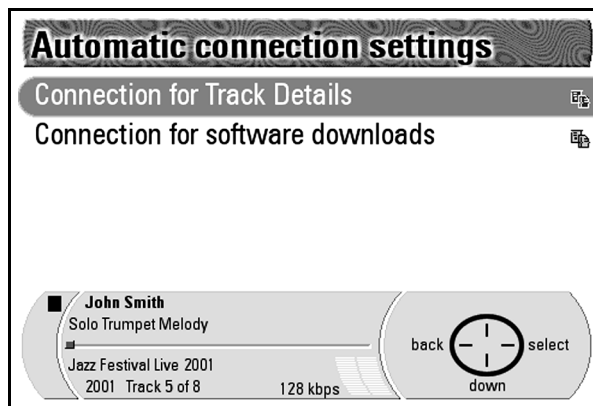 Automatic connection settings
Connection for Track Details
Connection for software downloads
John Smith
Solo Trumpet Melody
Jazz Festival Live 2001
2001 Track 5 of 8 128 kbps
back select
down